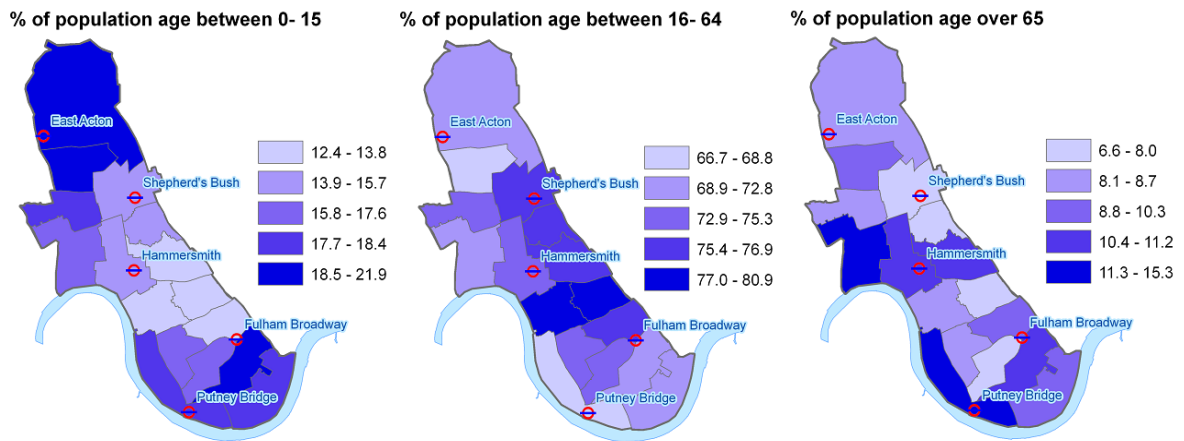 % of population age between 0- 15
% of population age between 16- 64
% of population age over 65
East Acton
Shepherd's Bush
Hammersmith
Fulham Broadway
Putney Bridge
12.4 - 13.8
13.9 - 15.7
15.8 - 17.6
17.7 - 18.4
18.5 - 21.9
East Acton
Shepherd's Bush
Hammersmith
Fulham Broadway
Putney Bridge
66.7 - 68.8
68.9 - 72.8
72.9 - 75.3
75.4 - 76.9
77.0 - 80.9
East Acton
Shepherd's Bush
Hammersmith
Fulham Broadway
Putney Bridge
6.6 - 8.0
8.1 - 8.7
8.8 - 10.3
10.4 - 11.2
11.3 - 15.3